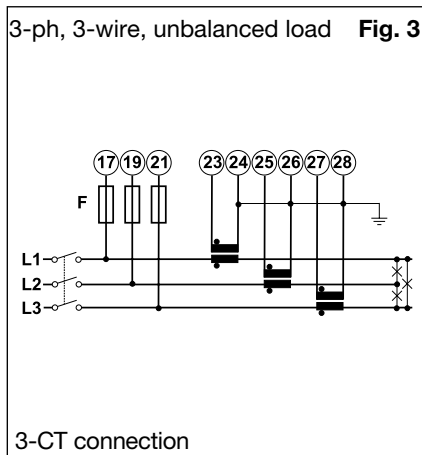 3-ph, 3-wire, unbalanced load Fig. 3
17 19 21 23 24 25 26 27 28
F
L1
L2
L3
3-CT connection